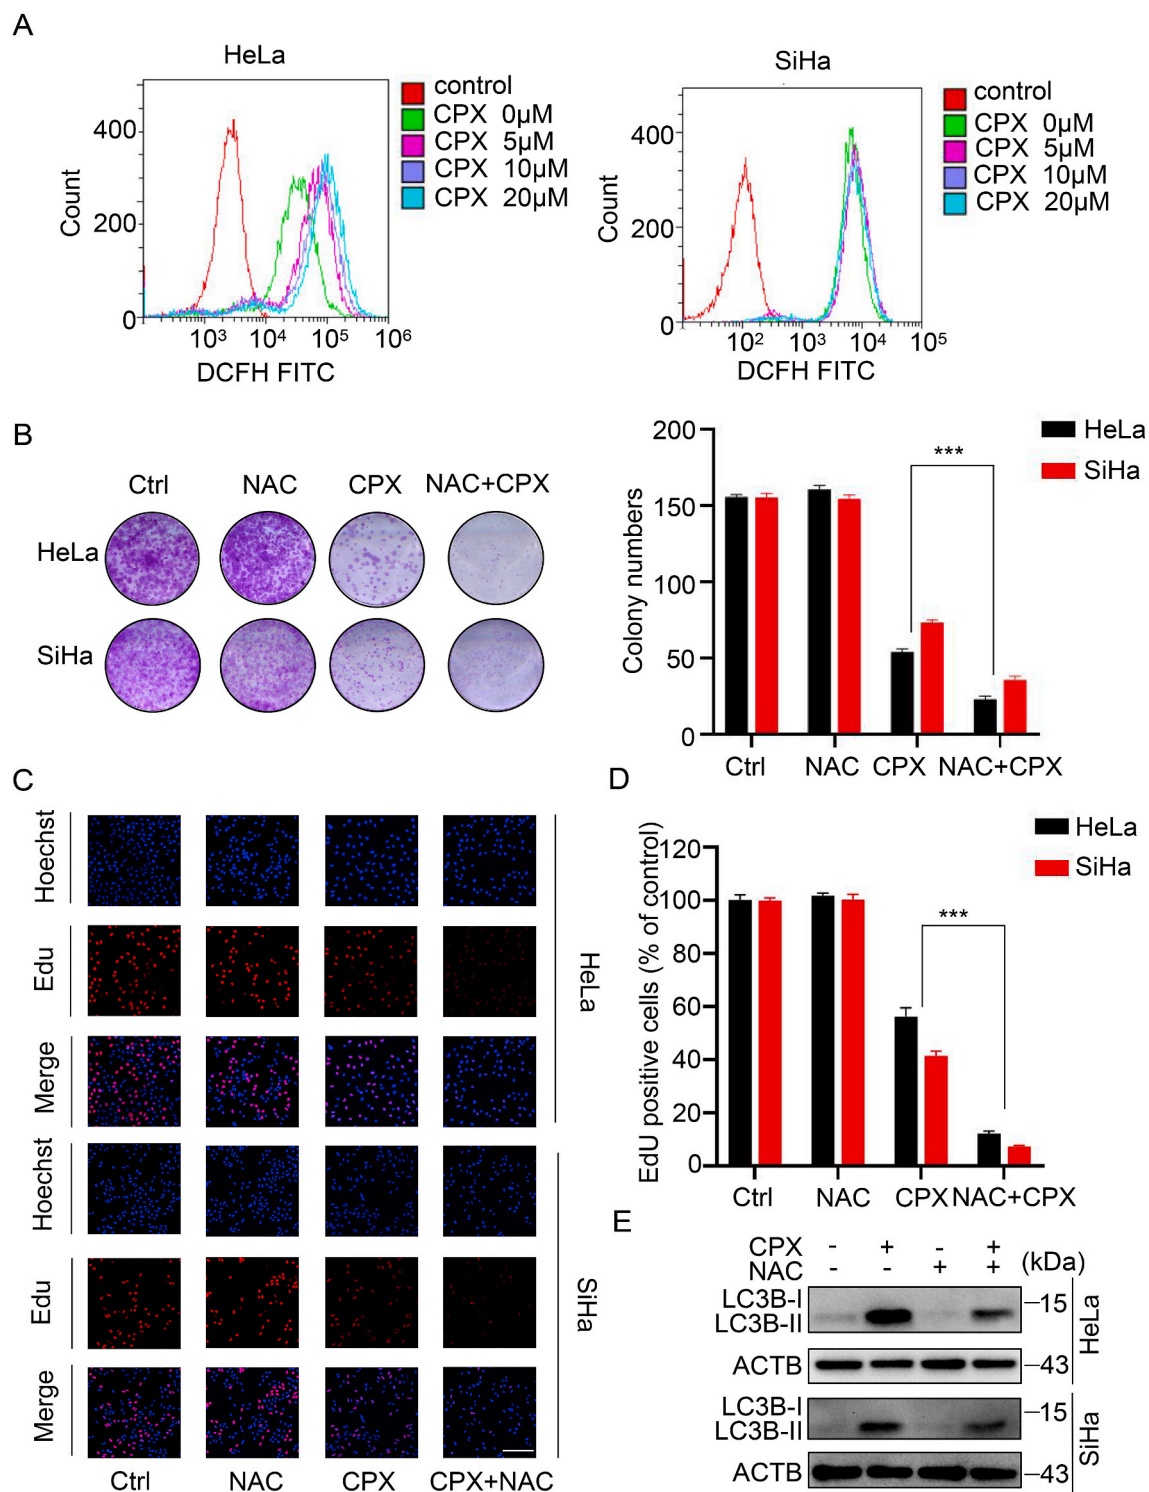 A
HeLa
Count
400
200
0
10³ 10⁴ 10⁵ 10⁶
DCFH FITC
control
CPX 0μM
CPX 5μM
CPX 10μM
CPX 20μM
SiHa
Count
400
200
0
10² 10³ 10⁴ 10⁵
DCFH FITC
control
CPX 0μM
CPX 5μM
CPX 10μM
CPX 20μM
B
Ctrl NAC CPX NAC+CPX
HeLa
SiHa
Colony numbers
200
150
100
50
0
***
HeLa
SiHa
Ctrl NAC CPX NAC+CPX
C
Hoechst
Edu
Merge
HeLa
Hoechst
Edu
Merge
SiHa
Ctrl NAC CPX CPX+NAC
D
EdU positive cells (% of control)
120
100
80
60
40
20
0
***
HeLa
SiHa
Ctrl NAC CPX NAC+CPX
E
CPX - + - +
NAC - - + + (kDa)
LC3B-I
LC3B-II
–15
ACTB –43
HeLa
LC3B-I
LC3B-II
–15
ACTB –43
SiHa